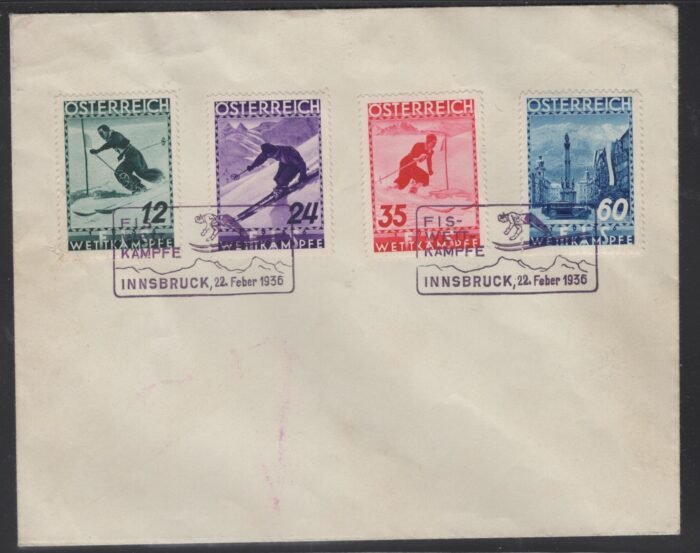 ÖSTERREICH
12
WETTKÄMPFE
ÖSTERREICH
24
WETTKÄMPFE
ÖSTERREICH
35
WETTKÄMPFE
ÖSTERREICH
60
WETTKÄMPFE
KÄMPFE
INNSBRUCK, 22. Feber 1936
FIS-
WETT
KÄMPFE
INNSBRUCK, 22. Feber 1936